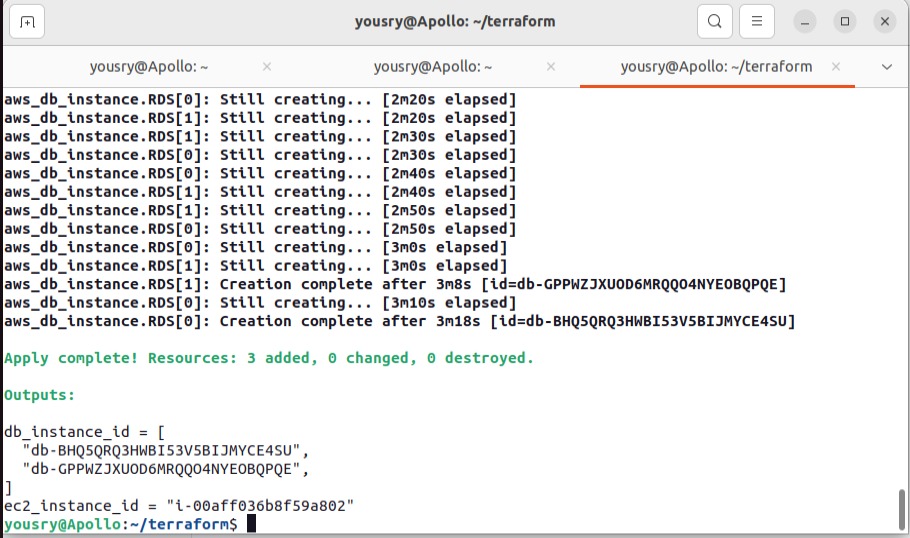 yousry@Apollo: ~/terraform
yousry@Apollo: ~
yousry@Apollo: ~
yousry@Apollo: ~/terraform
aws_db_instance.RDS[0]: Still creating... [2m20s elapsed]
aws_db_instance.RDS[1]: Still creating... [2m20s elapsed]
aws_db_instance.RDS[1]: Still creating... [2m30s elapsed]
aws_db_instance.RDS[0]: Still creating... [2m30s elapsed]
aws_db_instance.RDS[0]: Still creating... [2m40s elapsed]
aws_db_instance.RDS[1]: Still creating... [2m40s elapsed]
aws_db_instance.RDS[1]: Still creating... [2m50s elapsed]
aws_db_instance.RDS[0]: Still creating... [2m50s elapsed]
aws_db_instance.RDS[0]: Still creating... [3m0s elapsed]
aws_db_instance.RDS[1]: Still creating... [3m0s elapsed]
aws_db_instance.RDS[1]: Creation complete after 3m8s [id=db-GPPWZJXUOD6MRQQO4NYEOBQPQE]
aws_db_instance.RDS[0]: Still creating... [3m10s elapsed]
aws_db_instance.RDS[0]: Creation complete after 3m18s [id=db-BHQ5QRQ3HWBI53V5BIJMYCE4SU]
Apply complete! Resources: 3 added, 0 changed, 0 destroyed.
Outputs:
db_instance_id = [
"db-BHQ5QRQ3HWBI53V5BIJMYCE4SU",
"db-GPPWZJXUOD6MRQQO4NYEOBQPQE",
]
ec2_instance_id = "i-00aff036b8f59a802"
yousry@Apollo:~/terraform$